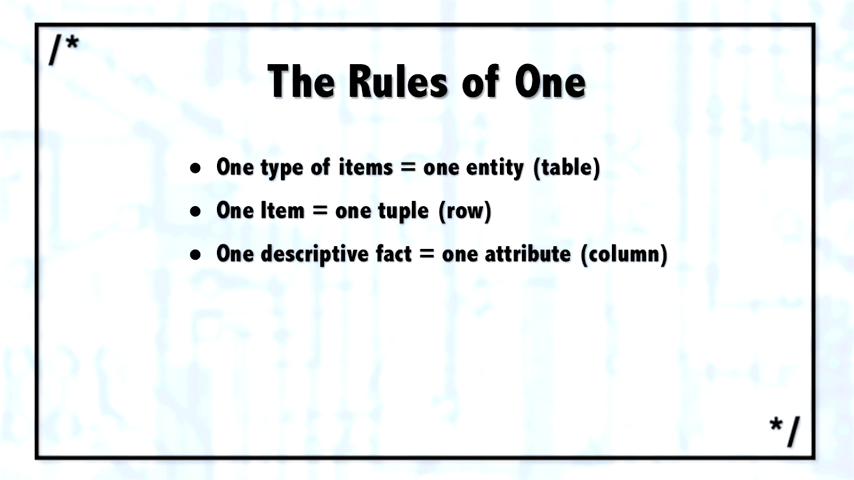 /*
The Rules of One
• One type of items = one entity (table)
• One Item = one tuple (row)
• One descriptive fact = one attribute (column)
*/